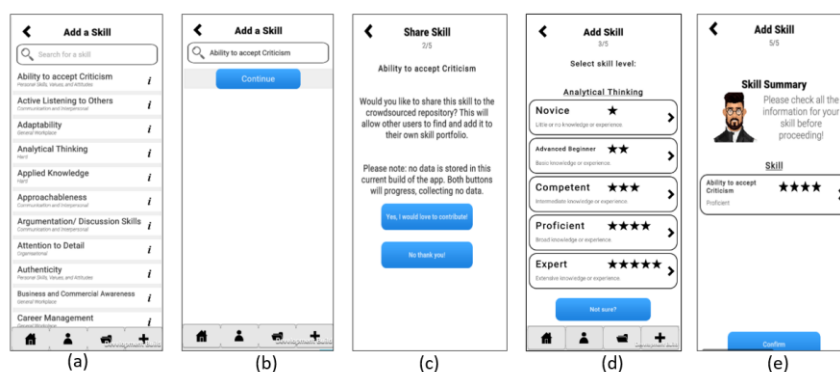 Add a Skill
Search for a skill
Ability to accept Criticism
Personal Skills, Values, and Attitudes
i
Active Listening to Others
Communication and Interpersonal
i
Adaptability
General Workplace
i
Analytical Thinking
Hard
i
Applied Knowledge
Hard
i
Approachableness
Communication and Interpersonal
i
Argumentation/ Discussion Skills
Communication and Interpersonal
i
Attention to Detail
Organisational
i
Authenticity
Personal Skills, Values, and Attitudes
i
Business and Commercial Awareness
General Workplace
i
Career Management
General Workplace
i
(a)
Add a Skill
Ability to accept Criticism
Continue
(b)
Share Skill
2/5
Ability to accept Criticism
Would you like to share this skill to the
crowdsourced repository? This will
allow other users to find and add it to
their own skill portfolio.
Please note: no data is stored in this
current build of the app. Both buttons
will progress, collecting no data.
Yes, I would love to contribute!
No thank you!
(c)
Add Skill
3/5
Select skill level:
Analytical Thinking
Novice
Little or no knowledge or experience.
Advanced Beginner
Basic knowledge or experience.
Competent
Intermediate knowledge or experience.
Proficient
Broad knowledge or experience.
Expert
Extensive knowledge or experience.
Not sure?
(d)
Add Skill
5/5
Skill Summary
Please check all the
information for your
skill before
proceeding!
Skill
Ability to accept
Criticism
Proficient
Confirm
(e)